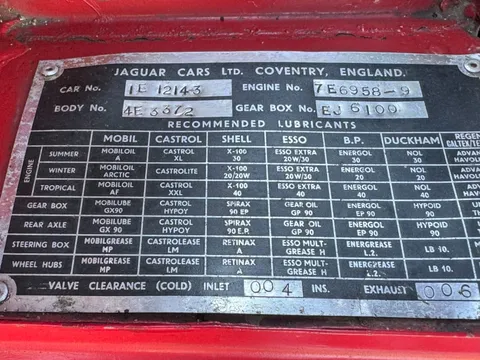 JAGUAR CARS LTD. COVENTRY, ENGLAND.
CAR No. 1E 12143 ENGINE No. 7E6958-9
BODY No. 4E3372 GEAR BOX No. EJ 6100
RECOMMENDED LUBRICANTS
MOBIL CASTROL SHELL ESSO B.P. DUCKHAM REGENT
ENGINE SUMMER MOBILOIL A CASTROL XL X-100 30 ESSO EXTRA 20W/30 ENERGOL 30 NOL 30
WINTER MOBILOIL ARCTIC CASTROLITE X-100 20/20W ESSO EXTRA 20W/30 ENERGOL 20 NOL 20
TROPICAL MOBILOIL AF CASTROL XXL X-100 40 ESSO EXTRA 40 ENERGOL 40 NOL 40
GEAR BOX MOBILUBE GX90 CASTROL HYPOY SPIRAX 90 EP GEAR OIL GP 90 ENERGOL EP 90 HYPOID 90
REAR AXLE MOBILUBE GX 90 CASTROL HYPOY SPIRAX 90 E.P. GEAR OIL GP 90 ENERGOL EP 90 HYPOID 90
STEERING BOX MOBILGREASE MP CASTROLEASE LM RETINAX A ESSO MULT-GREASE H ENERGREASE L.2. LB 10.
WHEEL HUBS MOBILGREASE MP CASTROLEASE LM RETINAX A ESSO MULT-GREASE H ENERGREASE L.2. LB 10.
VALVE CLEARANCE (COLD) INLET 004 INS. EXHAUST 006